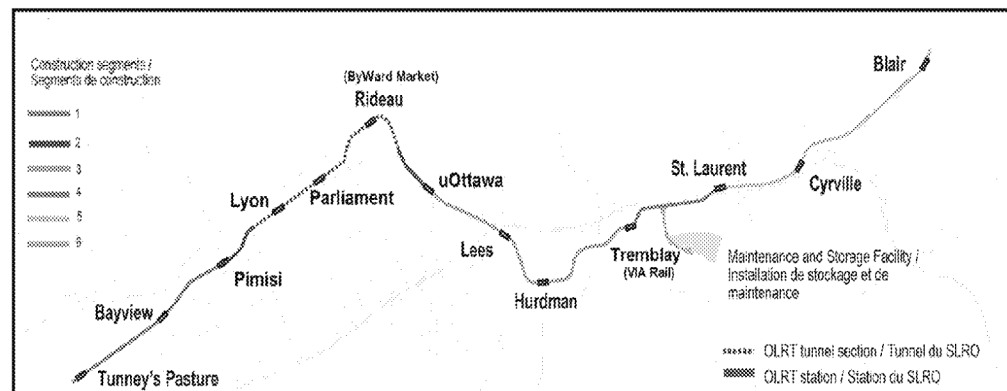 Construction segments /
Segments de construction
1
2
3
4
5
6
(ByWard Market)
Rideau
Blair
uOttawa
St. Laurent
Cyrville
Lyon
Parliament
Lees
Tremblay
(VIA Rail)
Maintenance and Storage Facility /
Installation de stockage et de
maintenance
Pimisi
Hurdman
Bayview
Tunney's Pasture
OLRT tunnel section / Tunnel du SLRO
OLRT station / Station du SLRO